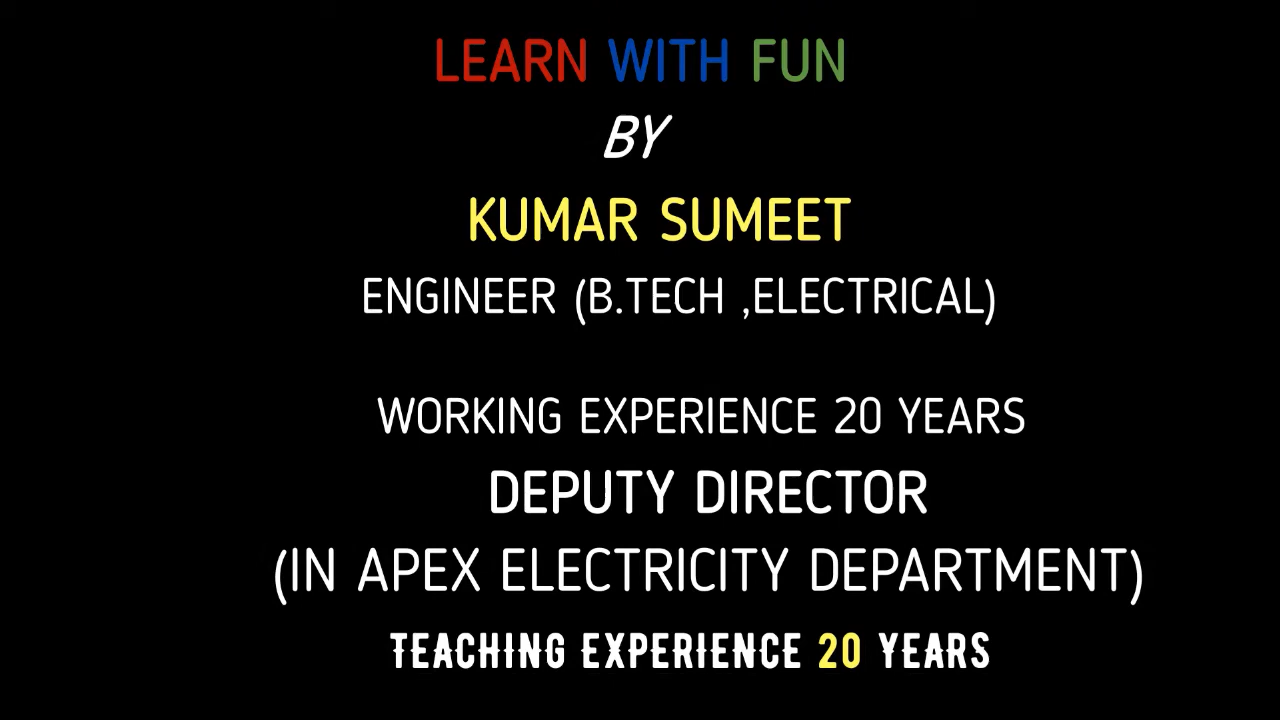 LEARN WITH FUN
BY
KUMAR SUMEET
ENGINEER (B.TECH ,ELECTRICAL)
WORKING EXPERIENCE 20 YEARS
DEPUTY DIRECTOR
(IN APEX ELECTRICITY DEPARTMENT)
TEACHING EXPERIENCE 20 YEARS